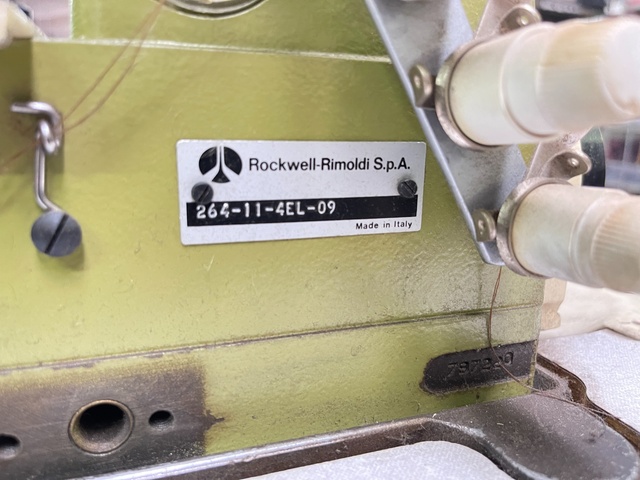 Rockwell-Rimoldi S.p.A.
264-11-4EL-09
Made in Italy